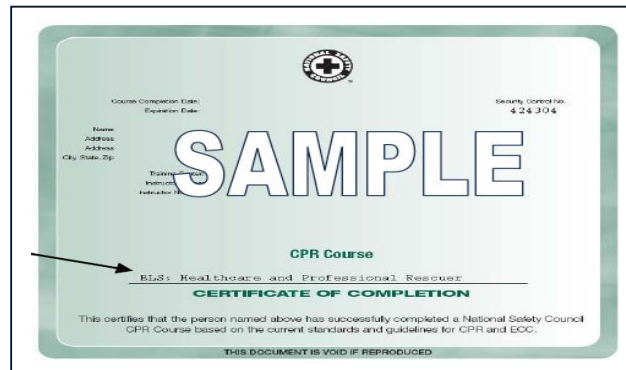 NATIONAL SAFETY COUNCIL
Course Completion Date:
Expiration Date:
Security Control No.
424304
Name
Address
Address
City, State, Zip
SAMPLE
CPR Course
BLS: Healthcare and Professional Rescuer
CERTIFICATE OF COMPLETION
This certifies that the person named above has successfully completed a National Safety Council
CPR Course based on the current standards and guidelines for CPR and ECC.
THIS DOCUMENT IS VOID IF REPRODUCED